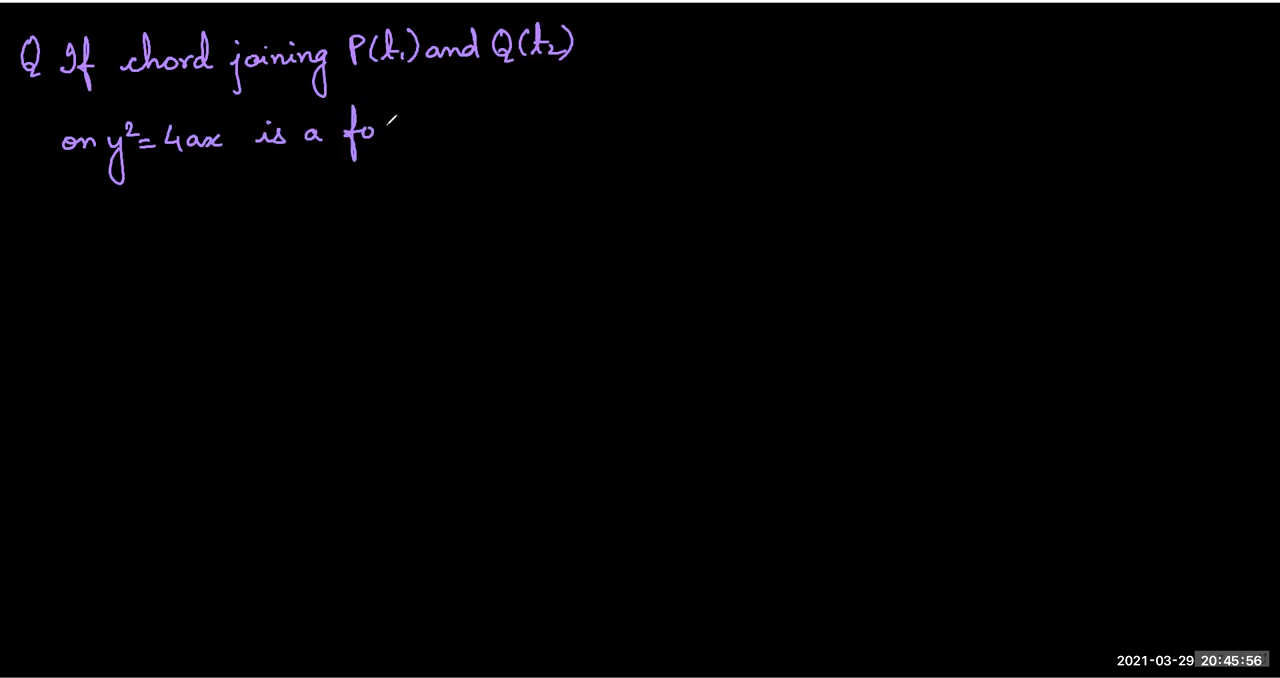 Q If chord joining P(t₁) and Q(t₂)
on y² = 4ax is a fo
2021-03-29 20:45:56